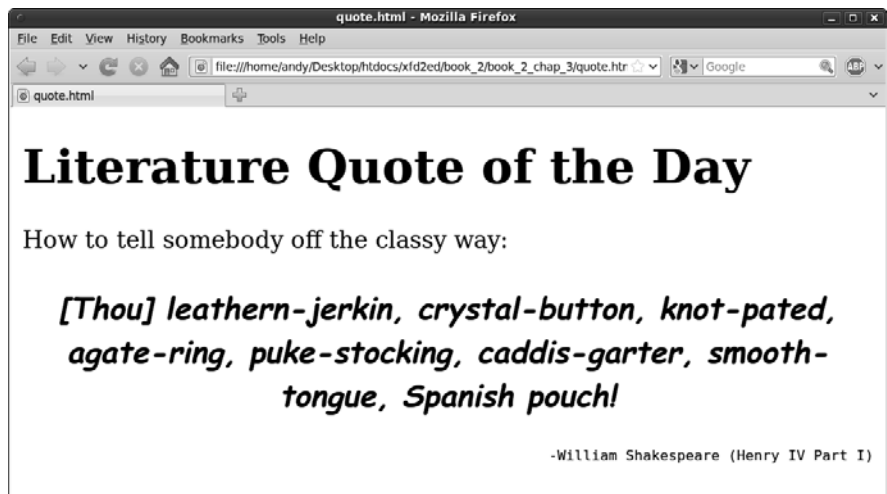 quote.html - Mozilla Firefox
File Edit View History Bookmarks Tools Help
file:///home/andy/Desktop/htdocs/xfd2ed/book_2/book_2_chap_3/quote.htr Google ABP
quote.html
Literature Quote of the Day
How to tell somebody off the classy way:
[Thou] leathern-jerkin, crystal-button, knot-pated,
agate-ring, puke-stocking, caddis-garter, smooth-
tongue, Spanish pouch!
-William Shakespeare (Henry IV Part I)